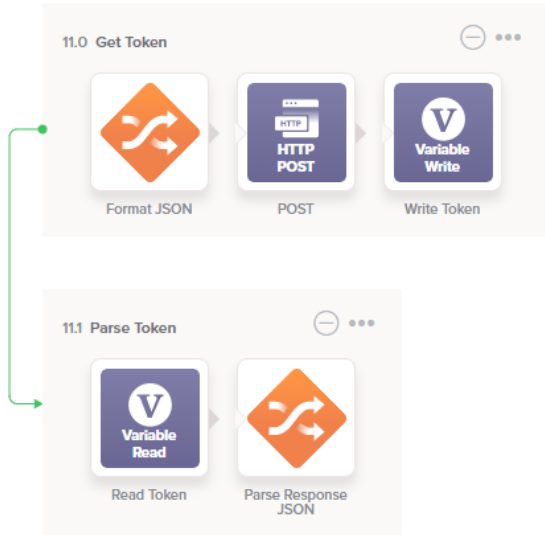 11.0 Get Token
HTTP
HTTP
POST
V
Variable
Write
Format JSON
POST
Write Token
11.1 Parse Token
V
Variable
Read
Read Token
Parse Response
JSON